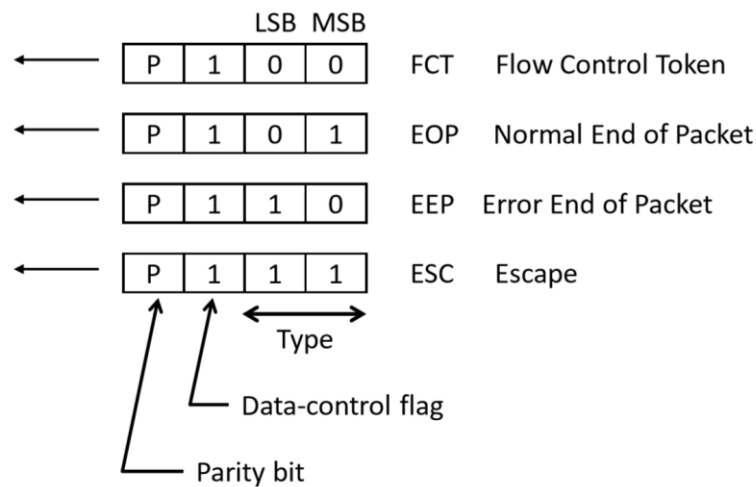 LSB MSB
P 1 0 0 FCT Flow Control Token
P 1 0 1 EOP Normal End of Packet
P 1 1 0 EEP Error End of Packet
P 1 1 1 ESC Escape
Type
Data-control flag
Parity bit